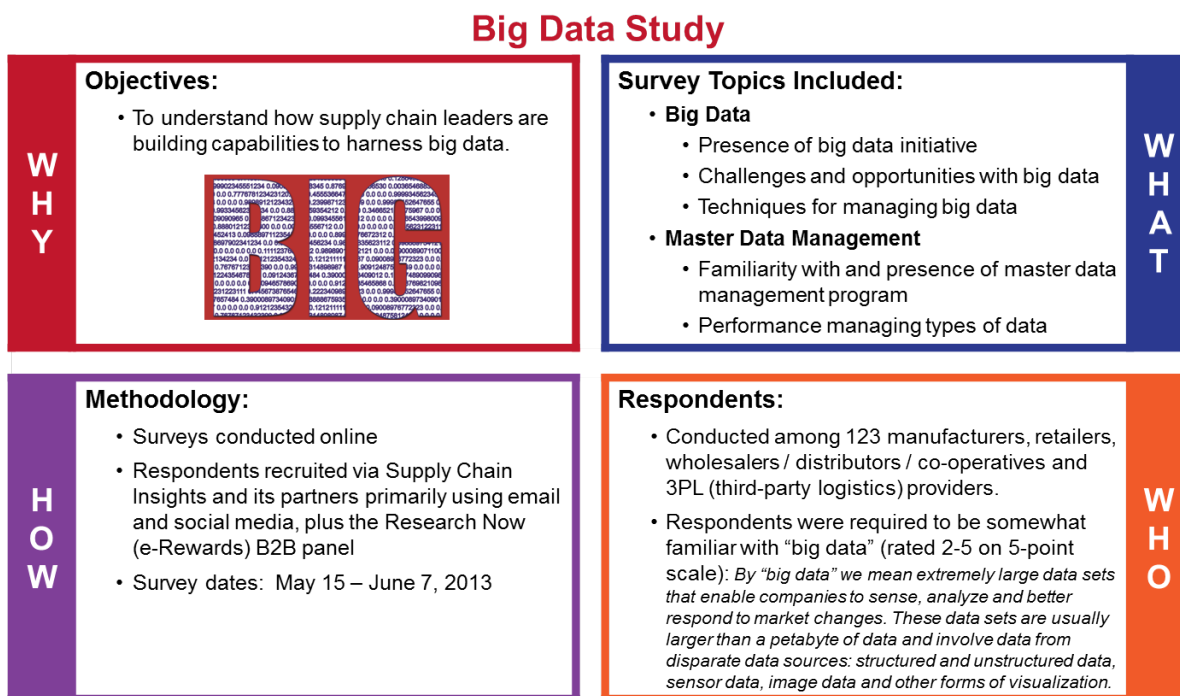 Big Data Study
WHY
Objectives:
• To understand how supply chain leaders are
building capabilities to harness big data.
BIG
Survey Topics Included:
• Big Data
• Presence of big data initiative
• Challenges and opportunities with big data
• Techniques for managing big data
• Master Data Management
• Familiarity with and presence of master data
management program
• Performance managing types of data
WHAT
HOW
Methodology:
• Surveys conducted online
• Respondents recruited via Supply Chain
Insights and its partners primarily using email
and social media, plus the Research Now
(e-Rewards) B2B panel
• Survey dates: May 15 – June 7, 2013
Respondents:
• Conducted among 123 manufacturers, retailers,
wholesalers / distributors / co-operatives and
3PL (third-party logistics) providers.
• Respondents were required to be somewhat
familiar with “big data” (rated 2-5 on 5-point
scale): By “big data” we mean extremely large data sets
that enable companies to sense, analyze and better
respond to market changes. These data sets are usually
larger than a petabyte of data and involve data from
disparate data sources: structured and unstructured data,
sensor data, image data and other forms of visualization.
WHO